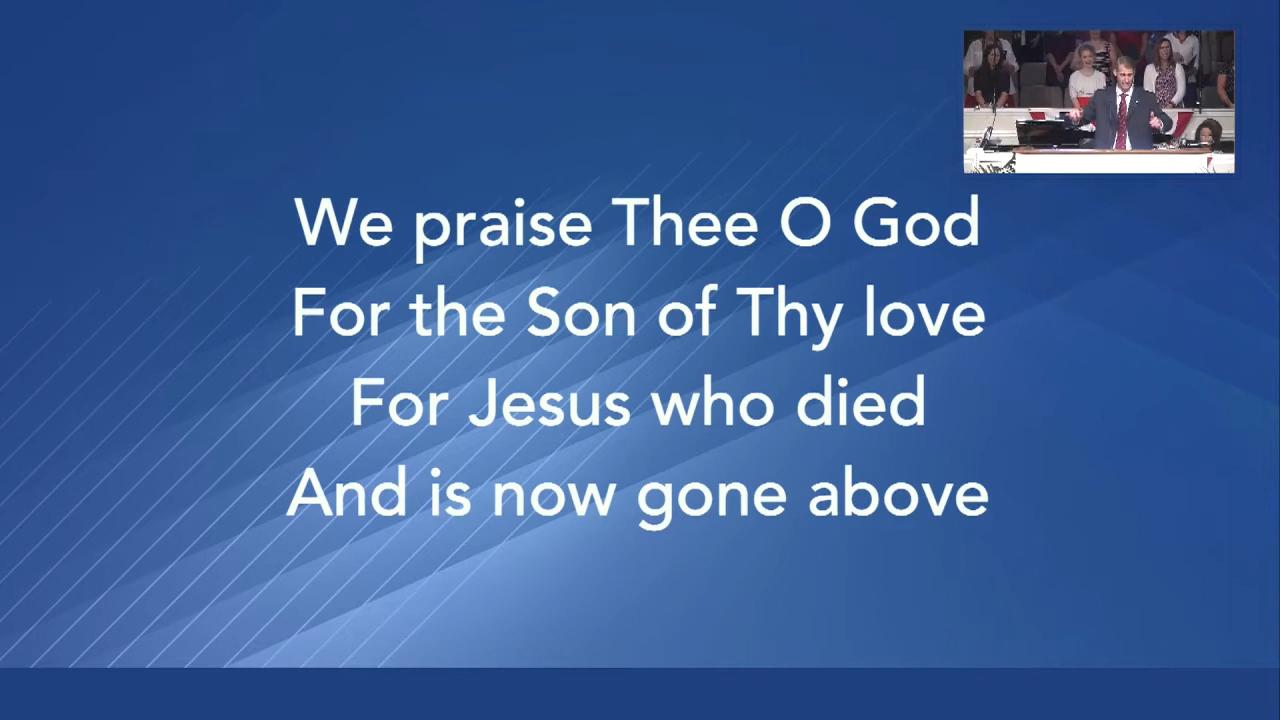 We praise Thee O God
For the Son of Thy love
For Jesus who died
And is now gone above